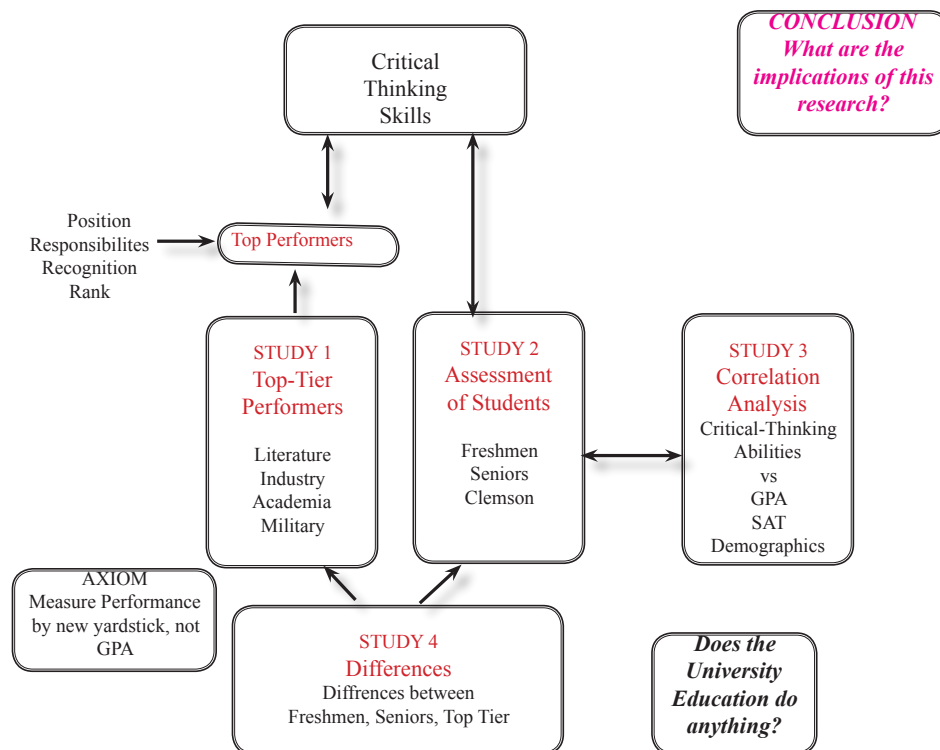 Critical
Thinking
Skills
CONCLUSION
What are the
implications of this
research?
Position
Responsibilites
Recognition
Rank
Top Performers
STUDY 1
Top-Tier
Performers
Literature
Industry
Academia
Military
STUDY 2
Assessment
of Students
Freshmen
Seniors
Clemson
STUDY 3
Correlation
Analysis
Critical-Thinking
Abilities
vs
GPA
SAT
Demographics
AXIOM
Measure Performance
by new yardstick, not
GPA
STUDY 4
Differences
Diffrences between
Freshmen, Seniors, Top Tier
Does the
University
Education do
anything?